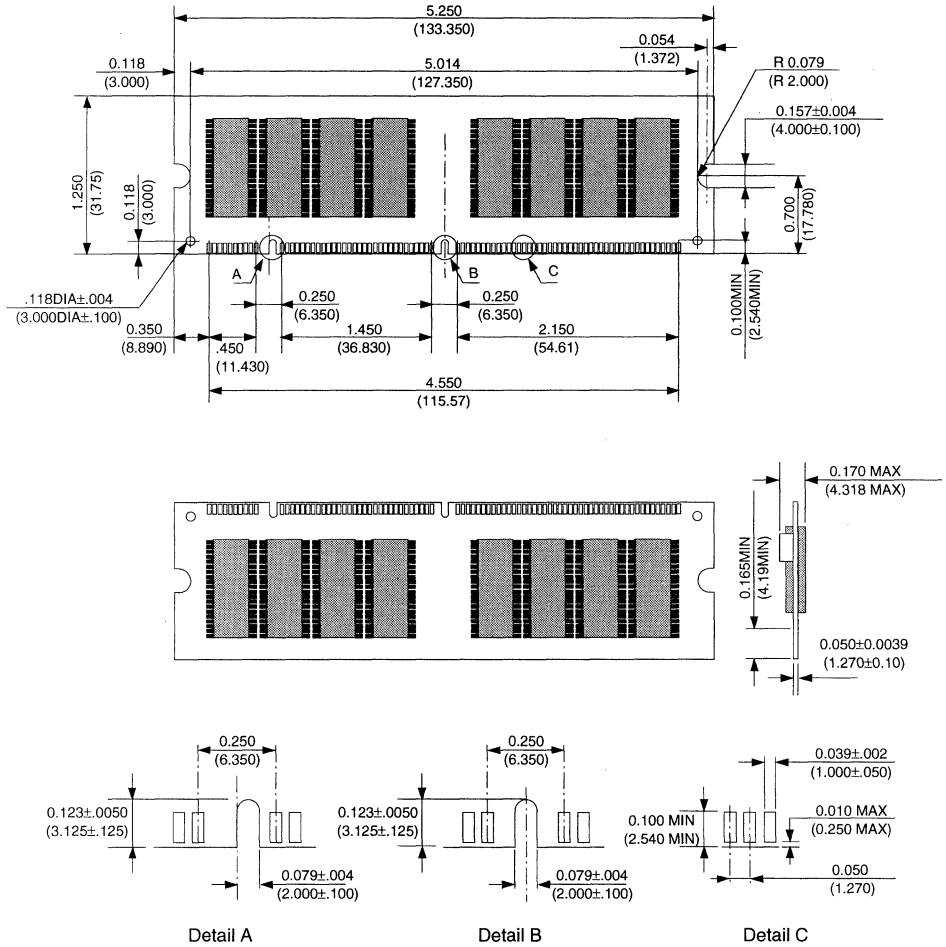 5.250
(133.350)
0.054
(1.372)
0.118
(3.000)
5.014
(127.350)
R 0.079
(R 2.000)
0.157±0.004
(4.000±0.100)
1.250
(31.75)
0.118
(3.000)
0.700
(17.780)
A
B
C
0.100MIN
(2.540MIN)
.118DIA±.004
(3.000DIA±.100)
0.250
(6.350)
0.250
(6.350)
0.350
(8.890)
.450
(11.430)
1.450
(36.830)
2.150
(54.61)
4.550
(115.57)
0.170 MAX
(4.318 MAX)
0.165MIN
(4.19MIN)
0.050±0.0039
(1.270±0.10)
0.250
(6.350)
0.250
(6.350)
0.039±.002
(1.000±.050)
0.123±.0050
(3.125±.125)
0.123±.0050
(3.125±.125)
0.100 MIN
(2.540 MIN)
0.010 MAX
(0.250 MAX)
0.079±.004
(2.000±.100)
0.079±.004
(2.000±.100)
0.050
(1.270)
Detail A
Detail B
Detail C